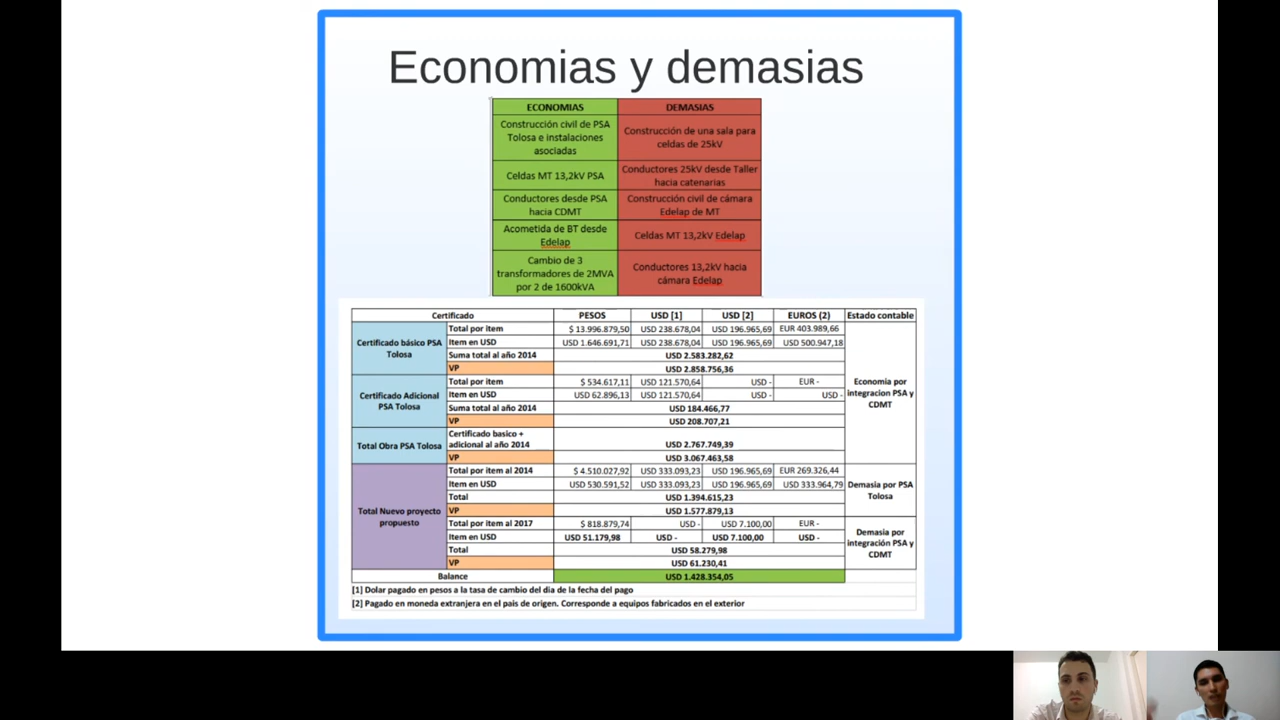 Economias y demasias
ECONOMIAS DEMASIAS
Construcción civil de PSA
Tolosa e instalaciones
asociadas
Construcción de una sala para
celdas de 25kV
Celdas MT 13,2kV PSA
Conductores 25kV desde Taller
hacia catenarias
Conductores desde PSA
hacia CDMT
Construcción civil de cámara
Edelap de MT
Acometida de BT desde
Edelap
Celdas MT 13,2kV Edelap
Cambio de 3
transformadores de 2MVA
por 2 de 1600kVA
Conductores 13,2kV hacia
cámara Edelap
Certificado PESOS USD [1] USD [2] EUROS (2) Estado contable
Certificado básico PSA
Tolosa
Total por item $ 13.996.879,50 USD 238.678,04 USD 196.965,69 EUR 403.989,66
Item en USD USD 1.646.691,71 USD 238.678,04 USD 196.965,69 USD 500.947,18
Suma total al año 2014 USD 2.583.282,62
VP USD 2.858.756,36
Certificado Adicional
PSA Tolosa
Total por item $ 534.617,11 USD 121.570,64 USD - EUR -
Item en USD USD 62.896,13 USD 121.570,64 USD - USD -
Suma total al año 2014 USD 184.466,77
VP USD 208.707,21
Economia por
integracion PSA y
CDMT
Total Obra PSA Tolosa
Certificado basico +
adicional al año 2014 USD 2.767.749,39
VP USD 3.067.463,58
Total Nuevo proyecto
propuesto
Total por item al 2014 $ 4.510.027,92 USD 333.093,23 USD 196.965,69 EUR 269.326,44
Item en USD USD 530.591,52 USD 333.093,23 USD 196.965,69 USD 333.964,79
Total USD 1.394.615,23
VP USD 1.577.879,13
Demasia por PSA
Tolosa
Total por item al 2017 $ 818.879,74 USD - USD 7.100,00 EUR -
Item en USD USD 51.179,98 USD - USD 7.100,00 USD -
Total USD 58.279,98
VP USD 61.230,41
Demasia por
integración PSA y
CDMT
Balance USD 1.428.354,05
[1] Dolar pagado en pesos a la tasa de cambio del dia de la fecha del pago
[2] Pagado en moneda extranjera en el pais de origen. Corresponde a equipos fabricados en el exterior